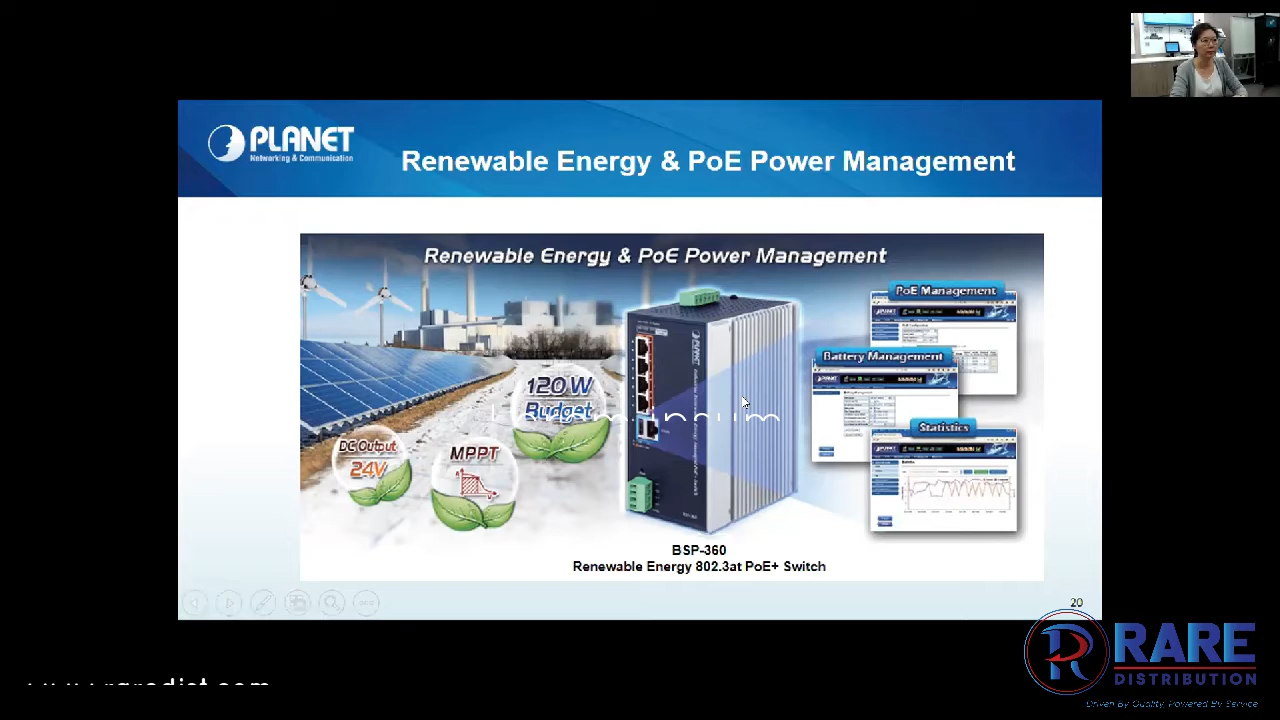 PLANET
Networking & Communication
Renewable Energy & PoE Power Management
Renewable Energy & PoE Power Management
PoE Management
Battery Management
Statistics
120W
Budget
DC Output
24V
MPPT
PLANET
BSP-360
Renewable Energy 802.3at PoE+ Switch
20
RARE
DISTRIBUTION
Driven By Quality, Powered By Service